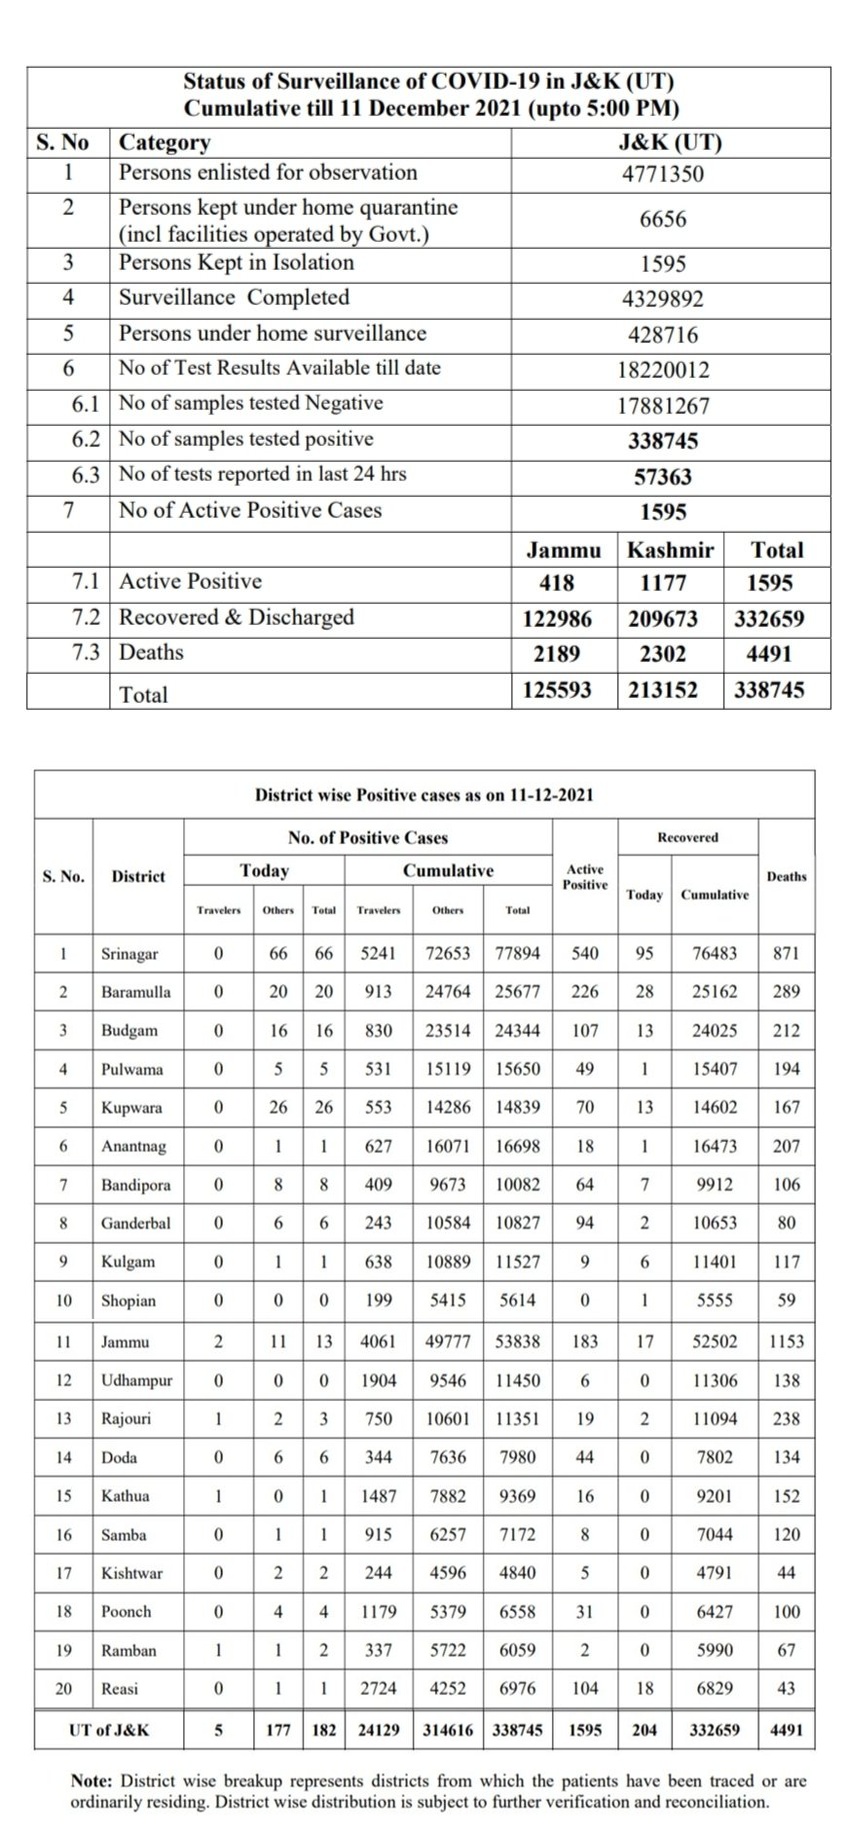 Status of Surveillance of COVID-19 in J&K (UT)
Cumulative till 11 December 2021 (upto 5:00 PM)
S. No Category J&K (UT)
1 Persons enlisted for observation 4771350
2 Persons kept under home quarantine
(incl facilities operated by Govt.) 6656
3 Persons Kept in Isolation 1595
4 Surveillance Completed 4329892
5 Persons under home surveillance 428716
6 No of Test Results Available till date 18220012
6.1 No of samples tested Negative 17881267
6.2 No of samples tested positive 338745
6.3 No of tests reported in last 24 hrs 57363
7 No of Active Positive Cases 1595
Jammu Kashmir Total
7.1 Active Positive 418 1177 1595
7.2 Recovered & Discharged 122986 209673 332659
7.3 Deaths 2189 2302 4491
Total 125593 213152 338745
District wise Positive cases as on 11-12-2021
S. No. District No. of Positive Cases Active Positive Recovered Deaths
Today Cumulative Today Cumulative
Travelers Others Total Travelers Others Total
1 Srinagar 0 66 66 5241 72653 77894 540 95 76483 871
2 Baramulla 0 20 20 913 24764 25677 226 28 25162 289
3 Budgam 0 16 16 830 23514 24344 107 13 24025 212
4 Pulwama 0 5 5 531 15119 15650 49 1 15407 194
5 Kupwara 0 26 26 553 14286 14839 70 13 14602 167
6 Anantnag 0 1 1 627 16071 16698 18 1 16473 207
7 Bandipora 0 8 8 409 9673 10082 64 7 9912 106
8 Ganderbal 0 6 6 243 10584 10827 94 2 10653 80
9 Kulgam 0 1 1 638 10889 11527 9 6 11401 117
10 Shopian 0 0 0 199 5415 5614 0 1 5555 59
11 Jammu 2 11 13 4061 49777 53838 183 17 52502 1153
12 Udhampur 0 0 0 1904 9546 11450 6 0 11306 138
13 Rajouri 1 2 3 750 10601 11351 19 2 11094 238
14 Doda 0 6 6 344 7636 7980 44 0 7802 134
15 Kathua 1 0 1 1487 7882 9369 16 0 9201 152
16 Samba 0 1 1 915 6257 7172 8 0 7044 120
17 Kishtwar 0 2 2 244 4596 4840 5 0 4791 44
18 Poonch 0 4 4 1179 5379 6558 31 0 6427 100
19 Ramban 1 1 2 337 5722 6059 2 0 5990 67
20 Reasi 0 1 1 2724 4252 6976 104 18 6829 43
UT of J&K 5 177 182 24129 314616 338745 1595 204 332659 4491
Note: District wise breakup represents districts from which the patients have been traced or are
ordinarily residing. District wise distribution is subject to further verification and reconciliation.